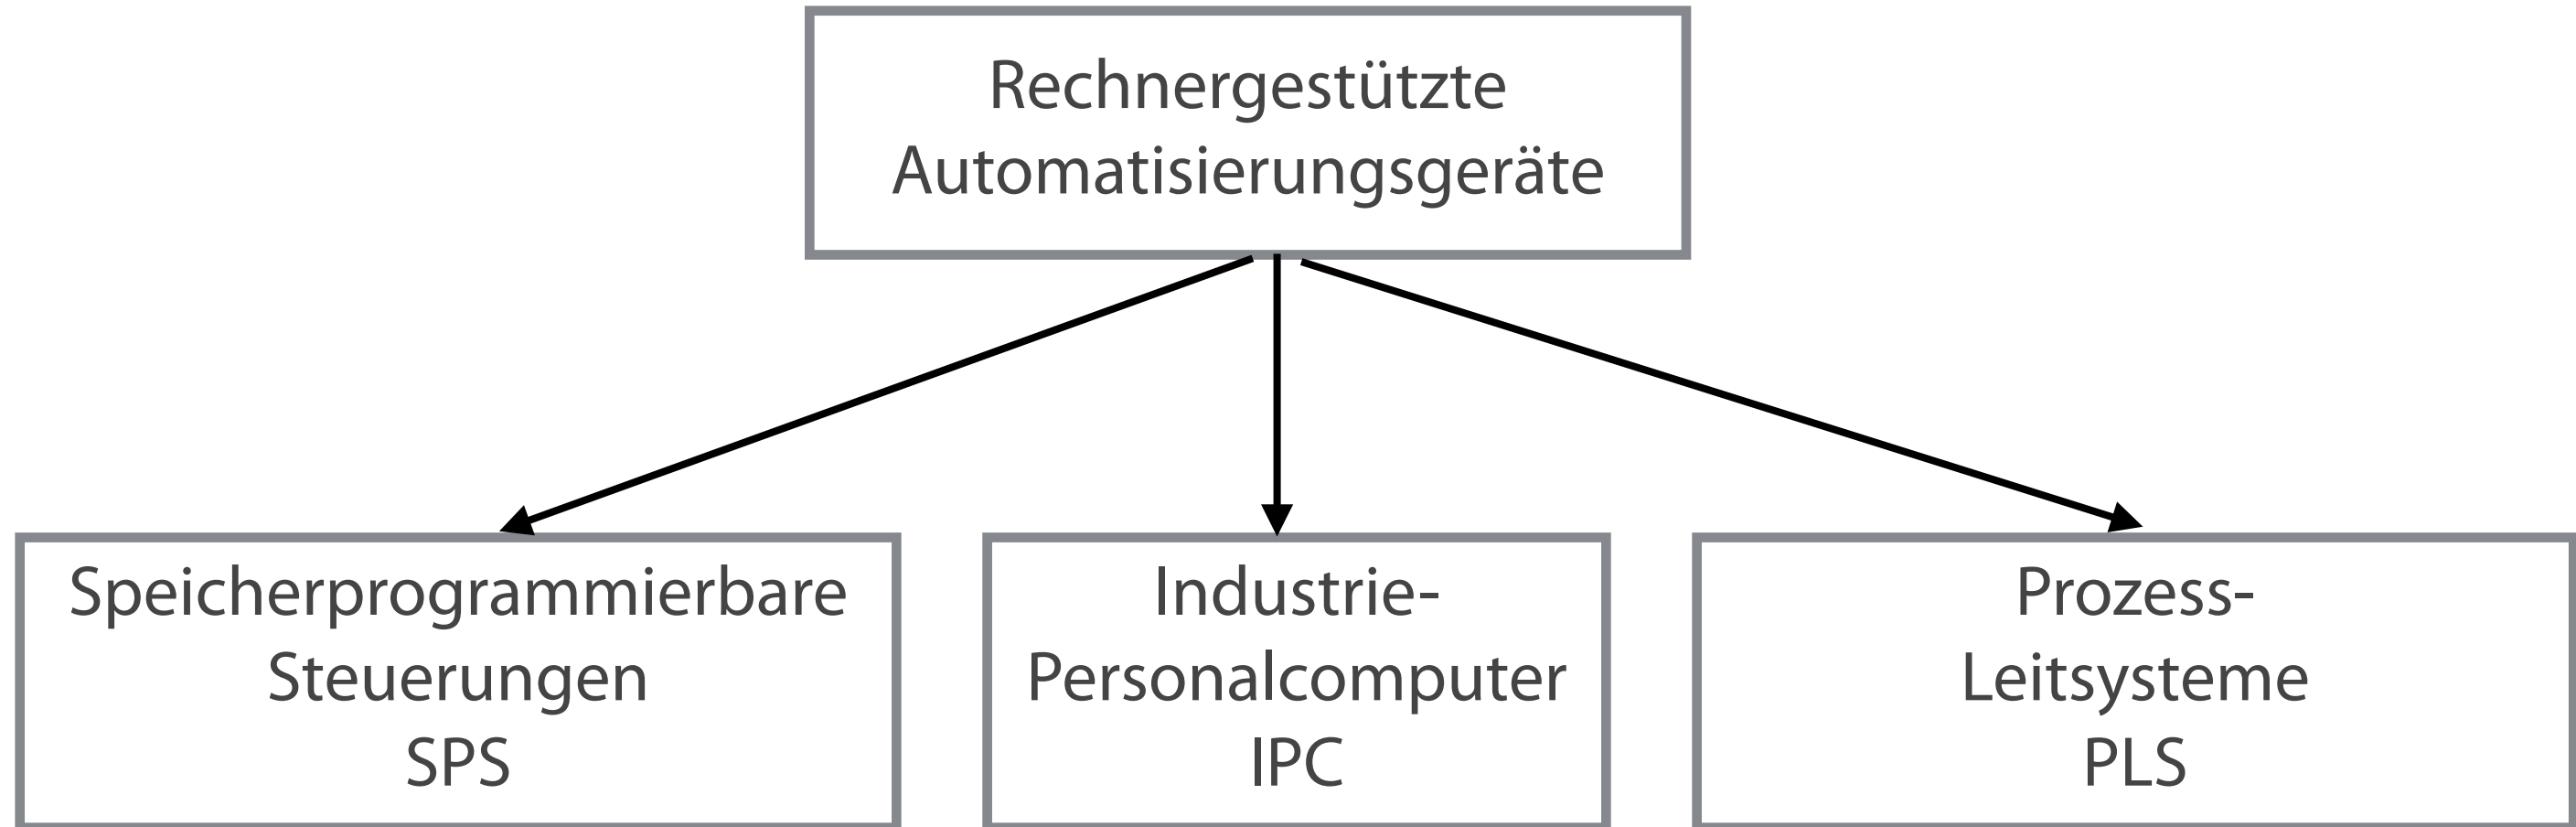 Rechnergestützte
Automatisierungsgeräte
Speicherprogrammierbare
Steuerungen
SPS
Industrie-
Personalcomputer
IPC
Prozess-
Leitsysteme
PLS